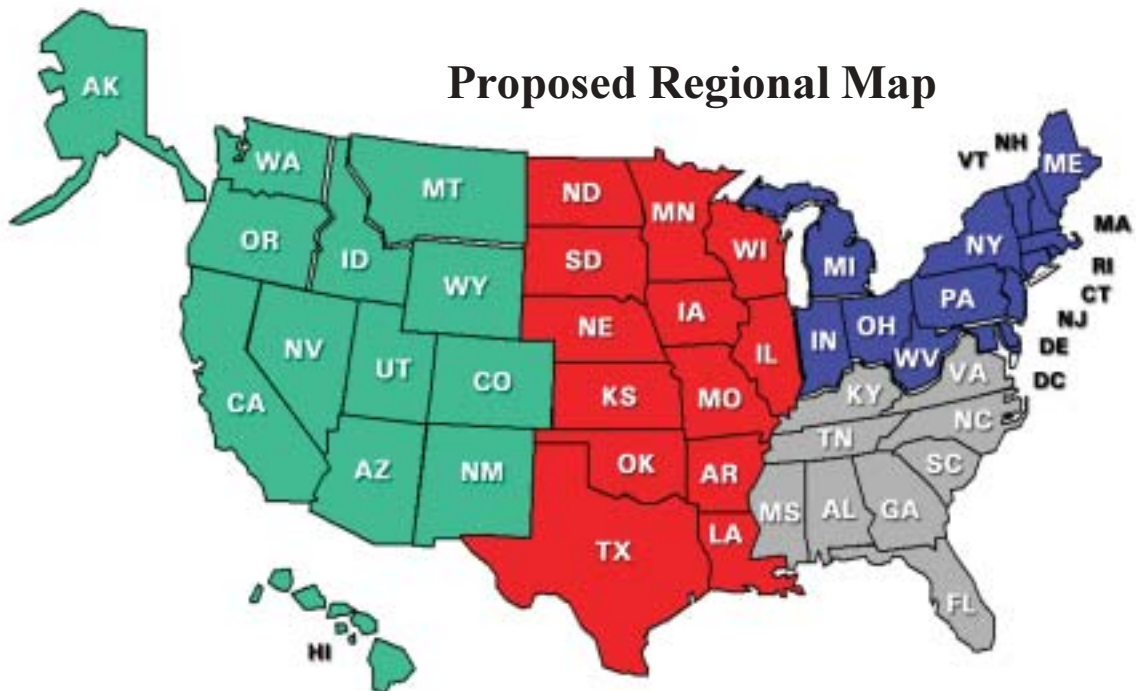 Proposed Regional Map
AK
WA
MT
ND
MN
VT
NH
ME
OR
ID
SD
WI
MI
NY
MA
WY
RI
NE
IA
PA
CT
NV
UT
CO
IL
IN
OH
NJ
CA
KS
MO
WV
DE
KY
VA
DC
AZ
NM
OK
AR
TN
NC
SC
TX
LA
MS
AL
GA
FL
HI